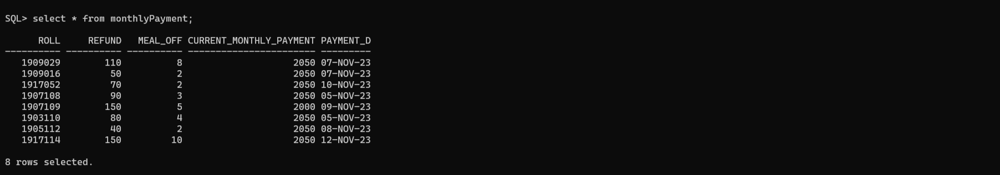 SQL> select * from monthlyPayment;
      ROLL     REFUND   MEAL_OFF CURRENT_MONTHLY_PAYMENT PAYMENT_D
---------- ---------- ---------- ----------------------- ---------
   1909029        110          8                    2050 07-NOV-23
   1909016         50          2                    2050 07-NOV-23
   1917052         70          2                    2050 10-NOV-23
   1907108         90          3                    2050 05-NOV-23
   1907109        150          5                    2000 09-NOV-23
   1903110         80          4                    2050 05-NOV-23
   1905112         40          2                    2050 08-NOV-23
   1917114        150         10                    2050 12-NOV-23
8 rows selected.